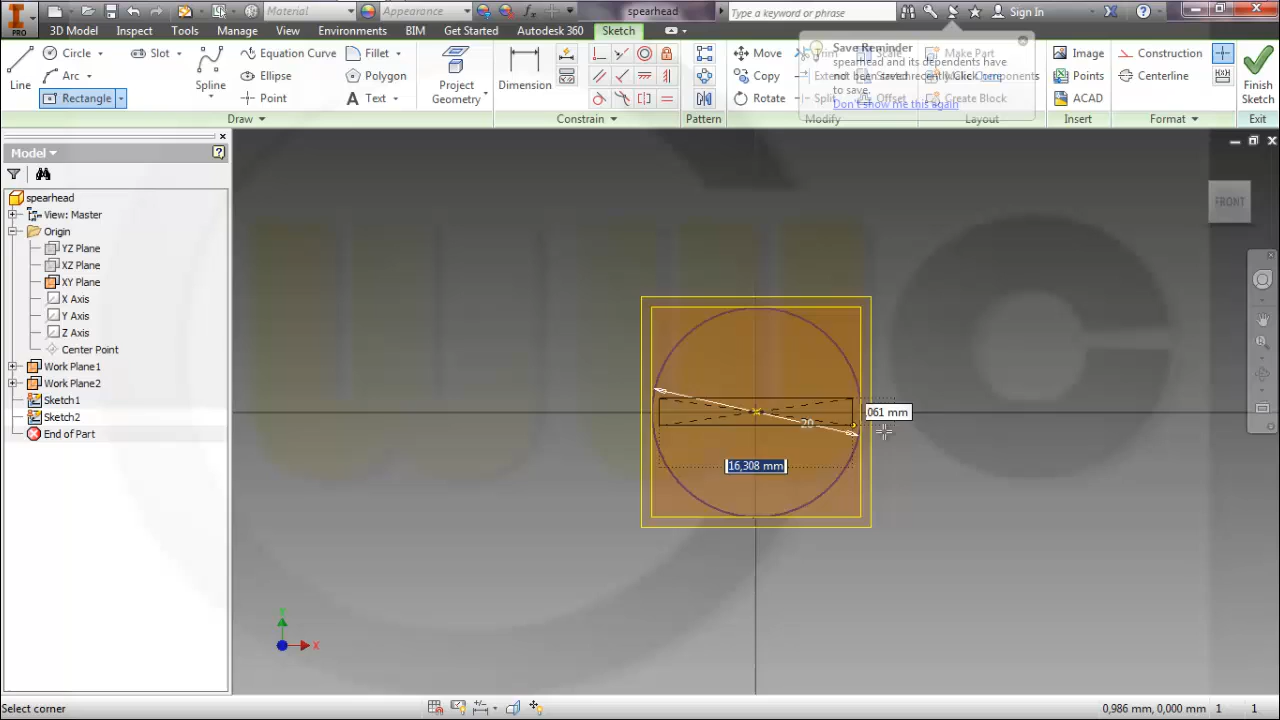 PRO
Material
Appearance
fx
spearhead
Type a keyword or phrase
Sign In
3D Model Inspect Tools Manage View Environments BIM Get Started Autodesk 360 Sketch
Line
Circle
Arc
Rectangle
Slot
Spline
Equation Curve
Ellipse
Point
Fillet
Polygon
Text
Draw
Dimension
Constrain
Project
Geometry
Pattern
Move
Copy
Rotate
Trim
Extend
Split
Scale
Stretch
Offset
Modify
Make Part
Make Components
Create Block
Layout
Save Reminder
spearhead and its dependents have
not been saved recently. Click here
to save.
Don't show me this again
Image
Points
ACAD
Insert
Construction
Centerline
Format
Finish
Sketch
Exit
Model
spearhead
View: Master
Origin
YZ Plane
XZ Plane
XY Plane
X Axis
Y Axis
Z Axis
Center Point
Work Plane1
Work Plane2
Sketch1
Sketch2
End of Part
FRONT
061 mm
20
16,308 mm
Y
X
Select corner
0,986 mm, 0,000 mm 1 1